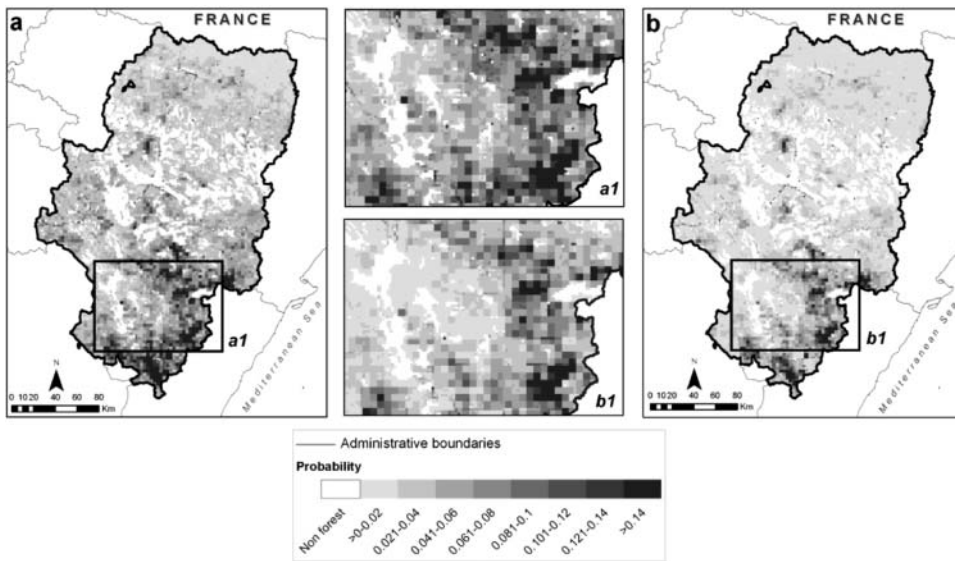 a
FRANCE
a1
Mediterranean Sea
N
0 10 20 40 60 80
Km
a1
b1
b
FRANCE
b1
Mediterranean Sea
N
0 10 20 40 60 80
Km
Administrative boundaries
Probability
Non forest
>0-0.02
0.021-0.04
0.041-0.06
0.061-0.08
0.081-0.1
0.101-0.12
0.121-0.14
>0.14